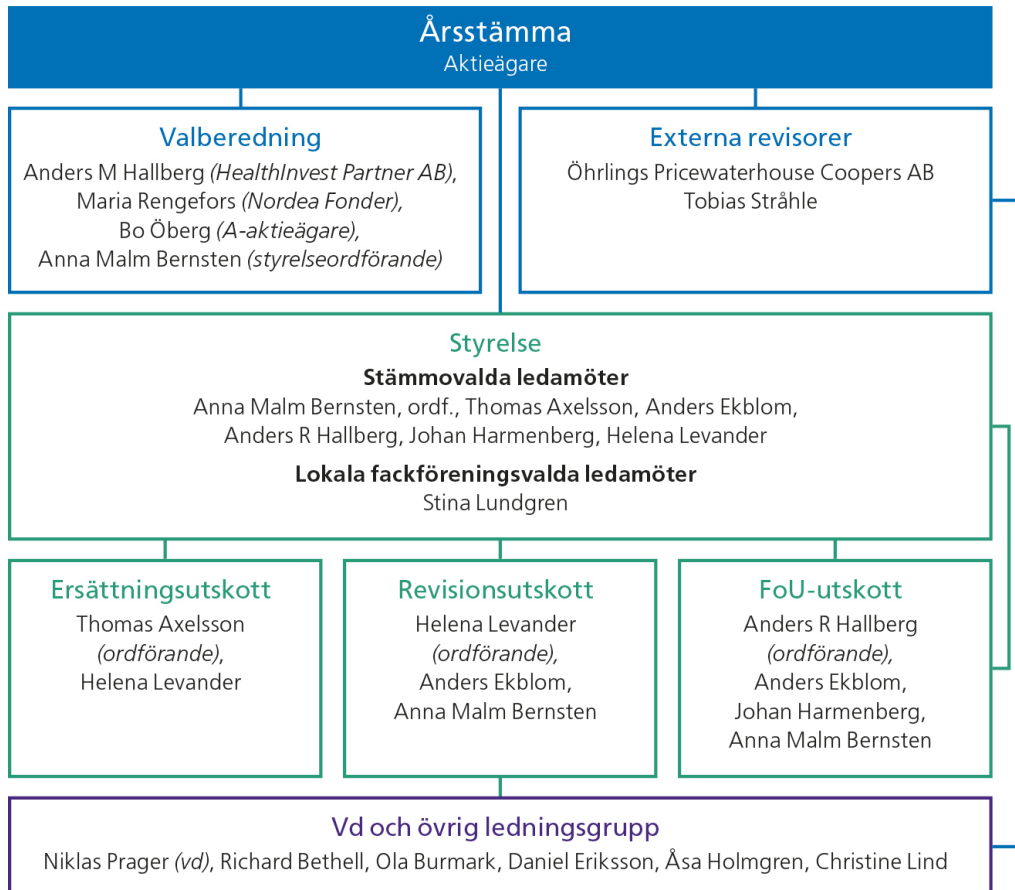 Årsstämma
Aktieägare
Valberedning
Anders M Hallberg (HealthInvest Partner AB),
Maria Rengefors (Nordea Fonder),
Bo Öberg (A-aktieägare),
Anna Malm Bernsten (styrelseordförande)
Externa revisorer
Öhrlings Pricewaterhouse Coopers AB
Tobias Stråhle
Styrelse
Stämmovalda ledamöter
Anna Malm Bernsten, ordf., Thomas Axelsson, Anders Ekblom,
Anders R Hallberg, Johan Harmenberg, Helena Levander
Lokala fackföreningsvalda ledamöter
Stina Lundgren
Ersättningsutskott
Thomas Axelsson
(ordförande),
Helena Levander
Revisionsutskott
Helena Levander
(ordförande),
Anders Ekblom,
Anna Malm Bernsten
FoU-utskott
Anders R Hallberg
(ordförande),
Anders Ekblom,
Johan Harmenberg,
Anna Malm Bernsten
Vd och övrig ledningsgrupp
Niklas Prager (vd), Richard Bethell, Ola Burmark, Daniel Eriksson, Åsa Holmgren, Christine Lind